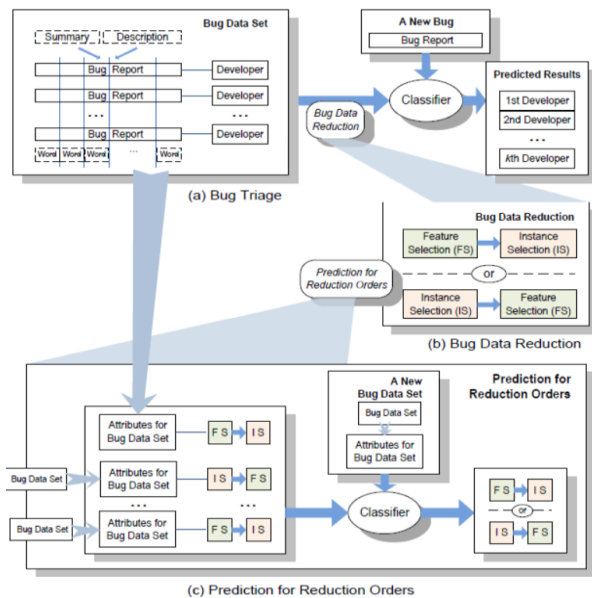 Bug Data Set
Summary
Description
Bug Report
Developer
Bug Report
Developer
...
Bug Report
Developer
Word
Word
Word
...
Word
(a) Bug Triage
Bug Data
Reduction
A New Bug
Bug Report
Classifier
Predicted Results
1st Developer
2nd Developer
...
kth Developer
Bug Data Reduction
Feature
Selection (FS)
Instance
Selection (IS)
or
Instance
Selection (IS)
Feature
Selection (FS)
(b) Bug Data Reduction
Prediction for
Reduction Orders
Prediction for
Reduction Orders
Attributes for
Bug Data Set
F S
I S
Bug Data Set
Attributes for
Bug Data Set
I S
F S
...
...
Bug Data Set
Attributes for
Bug Data Set
F S
I S
A New
Bug Data Set
Bug Data Set
Attributes for
Bug Data Set
Classifier
F S
I S
or
I S
F S
(c) Prediction for Reduction Orders